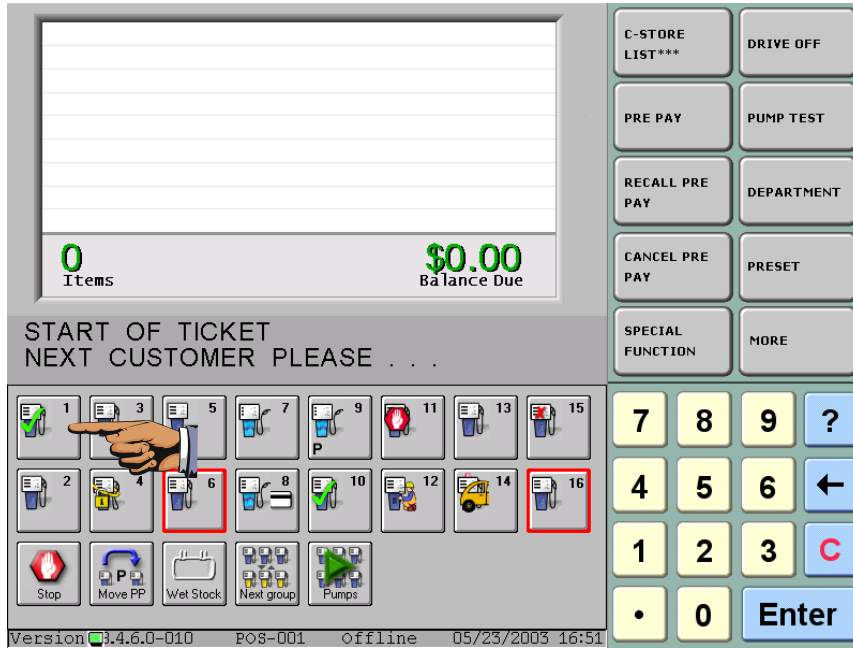 C-STORE
LIST***
DRIVE OFF
PRE PAY
PUMP TEST
RECALL PRE
PAY
DEPARTMENT
CANCEL PRE
PAY
PRESET
SPECIAL
FUNCTION
MORE
0
Items
$0.00
Balance Due
START OF TICKET
NEXT CUSTOMER PLEASE . . .
1 3 5 7 9 11 13 15
P
2 4 6 8 10 12 14 16
P
Stop Move PP Wet Stock Next group Pumps
7 8 9 ?
4 5 6 ←
1 2 3 C
• 0 Enter
Version .4.6.0-010 POS-001 Offline 05/23/2003 16:51